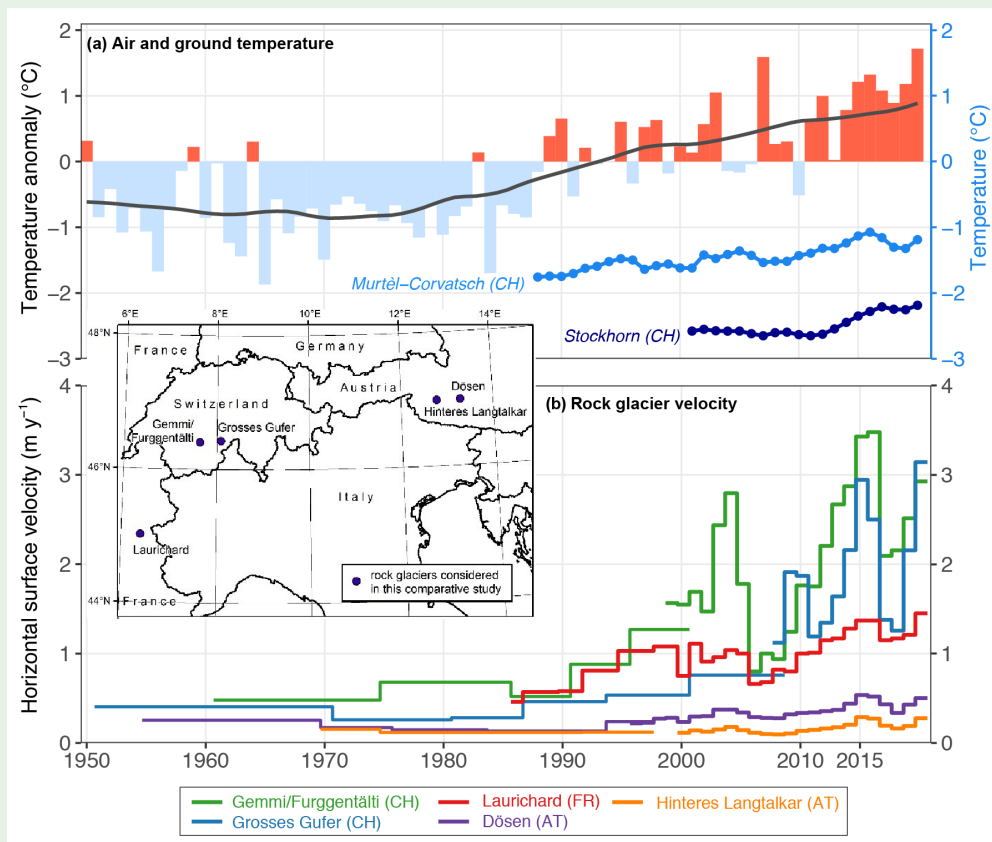 (a) Air and ground temperature
Temperature anomaly (°C)
2
1
0
−1
−2
−3
2
1
0
−1
−2
−3
Temperature (°C)
Murtèl−Corvatsch (CH)
Stockhorn (CH)
6°E
8°E
10°E
12°E
14°E
48°N
46°N
44°N
France
Germany
Austria
Switzerland
Dösen
Hinteres Langtalkar
Gemmi/
Furggentälti
Grosses Gufer
Italy
Laurichard
France
rock glaciers considered
in this comparative study
(b) Rock glacier velocity
Horizontal surface velocity (m y⁻¹)
4
3
2
1
0
4
3
2
1
0
1950
1960
1970
1980
1990
2000
2010
2015
Gemmi/Furggentälti (CH)
Laurichard (FR)
Hinteres Langtalkar (AT)
Grosses Gufer (CH)
Dösen (AT)